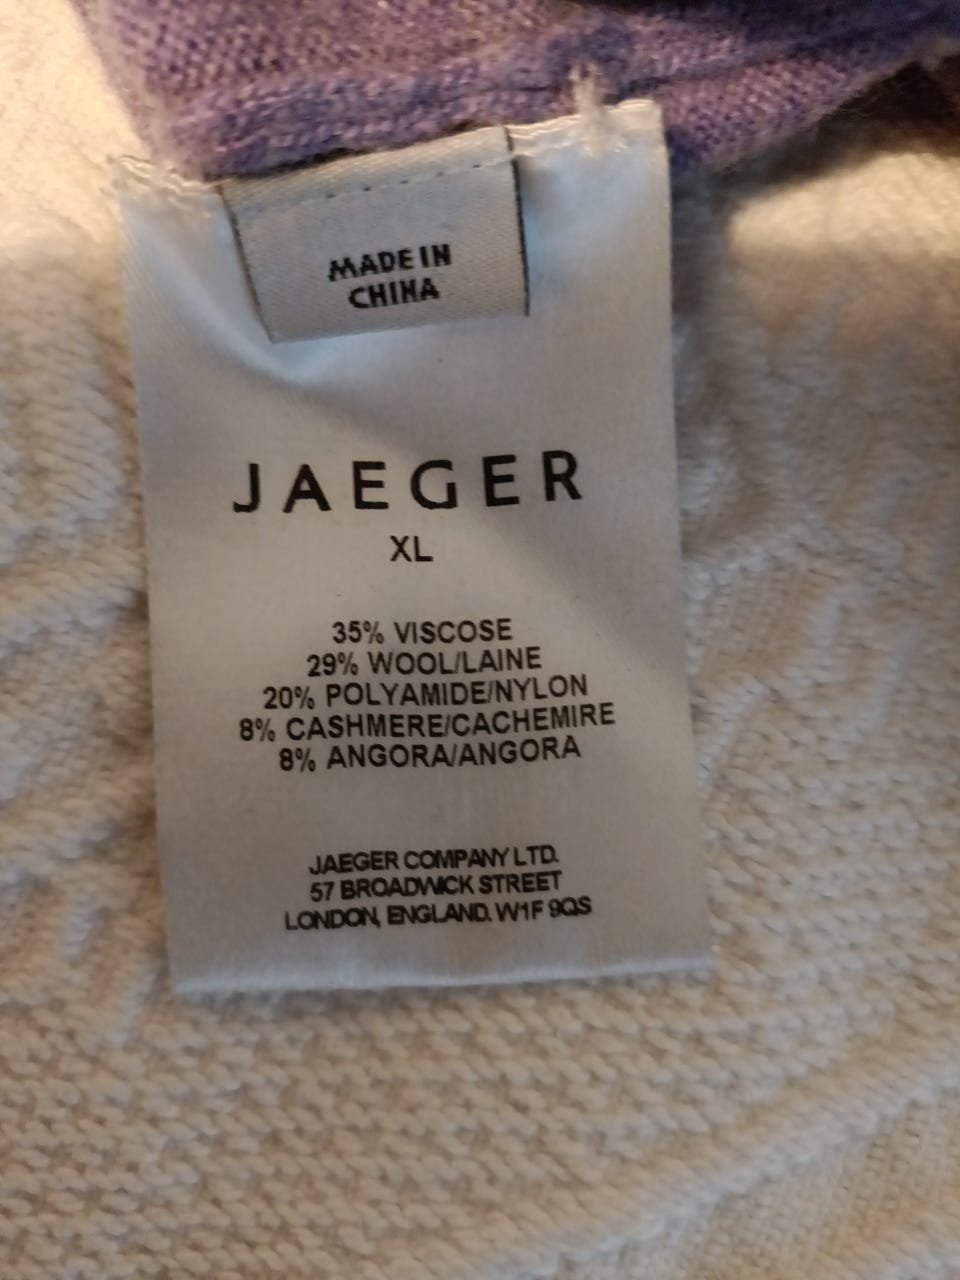 MADE IN
CHINA
JAEGER
XL
35% VISCOSE
29% WOOL/LAINE
20% POLYAMIDE/NYLON
8% CASHMERE/CACHEMIRE
8% ANGORA/ANGORA
JAEGER COMPANY LTD.
57 BROADWICK STREET
LONDON, ENGLAND. W1F 9QS